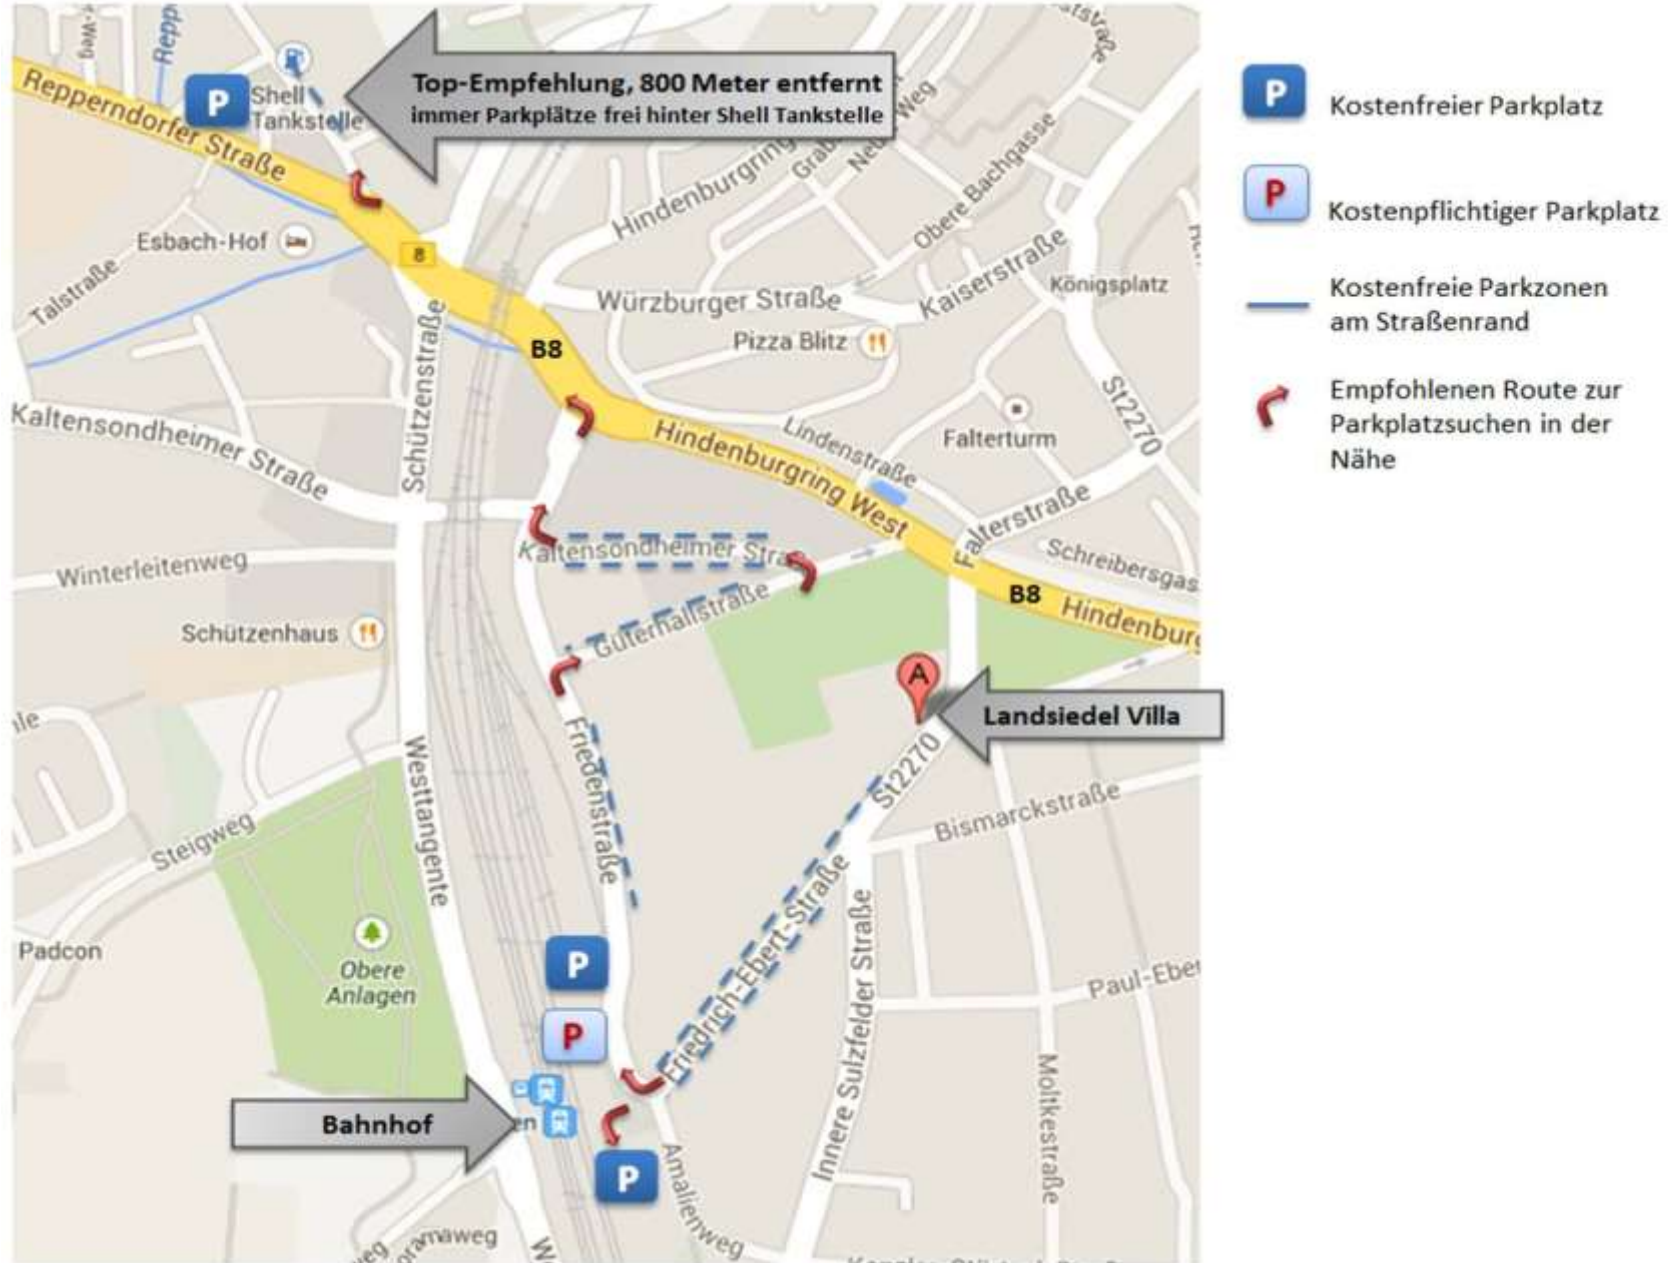 Top-Empfehlung, 800 Meter entfernt
immer Parkplätze frei hinter Shell Tankstelle
P
Kostenfreier Parkplatz
P
Kostenpflichtiger Parkplatz
Kostenfreie Parkzonen
am Straßenrand
Empfohlenen Route zur
Parkplatzsuchen in der
Nähe
P
Shell
Tankstelle
Repperndorfer Straße
Hindenburgring
Obere Bachgasse
Esbach-Hof
8
Talstraße
Würzburger Straße
Kaiserstraße
Königsplatz
Pizza Blitz
B8
Schützenstraße
Kaltensondheimer Straße
Hindenburgring West
Lindenstraße
Falterturm
St2270
Falterstraße
Schreibersgas
Kaltensondheimer Straß
Winterleitenweg
Güterhallstraße
B8
Hindenburg
Schützenhaus
A
Landsiedel Villa
Friedenstraße
Westtangente
St2270
Bismarckstraße
Steigweg
Friedrich-Ebert-Straße
Innere Sulzfelder Straße
Padcon
Obere
Anlagen
P
Paul-Eber
P
Moltkestraße
Bahnhof
en
P
Amalienweg